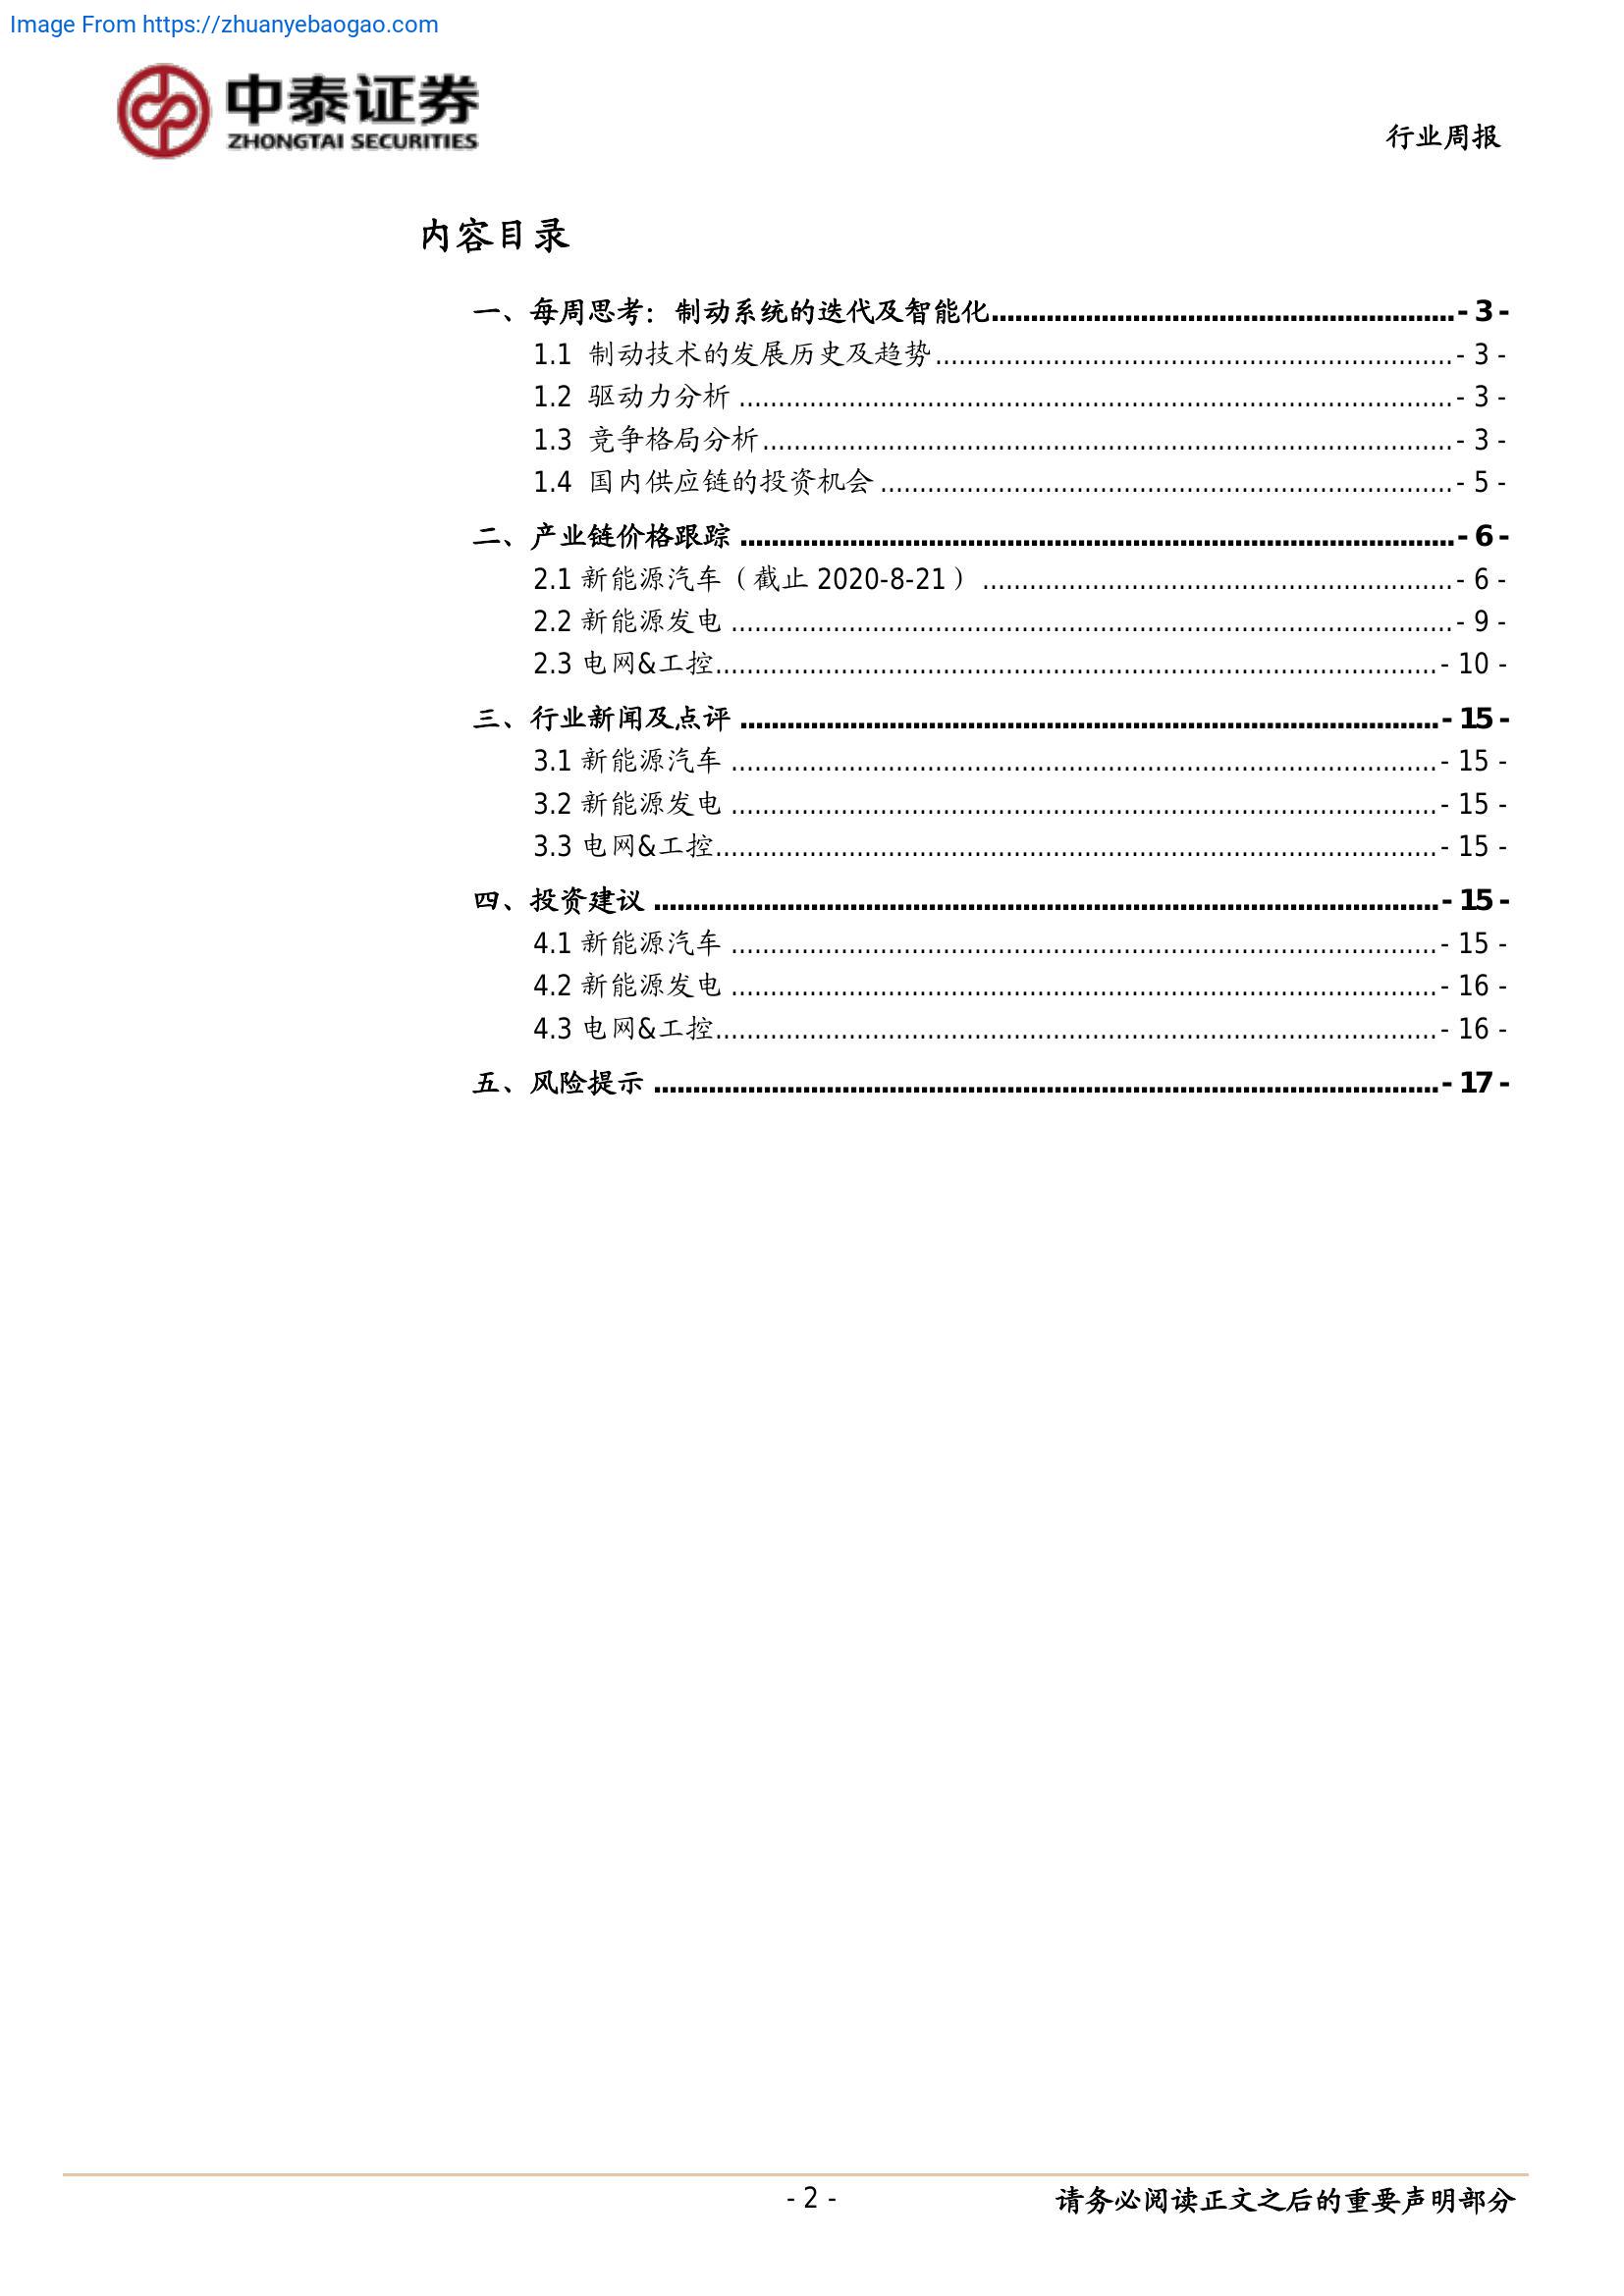 Image From https://zhuanyebaogao.com
中泰证券
ZHONGTAI SECURITIES
行业周报
内容目录
一、每周思考：制动系统的迭代及智能化...........................................................- 3 -
1.1 制动技术的发展历史及趋势..................................................................- 3 -
1.2 驱动力分析...........................................................................................- 3 -
1.3 竞争格局分析........................................................................................- 3 -
1.4 国内供应链的投资机会.........................................................................- 5 -
二、产业链价格跟踪...........................................................................................- 6 -
2.1 新能源汽车（截止 2020-8-21）............................................................- 6 -
2.2 新能源发电............................................................................................- 9 -
2.3 电网&工控............................................................................................- 10 -
三、行业新闻及点评.........................................................................................- 15 -
3.1 新能源汽车..........................................................................................- 15 -
3.2 新能源发电..........................................................................................- 15 -
3.3 电网&工控............................................................................................- 15 -
四、投资建议....................................................................................................- 15 -
4.1 新能源汽车..........................................................................................- 15 -
4.2 新能源发电..........................................................................................- 16 -
4.3 电网&工控............................................................................................- 16 -
五、风险提示....................................................................................................- 17 -
- 2 -
请务必阅读正文之后的重要声明部分